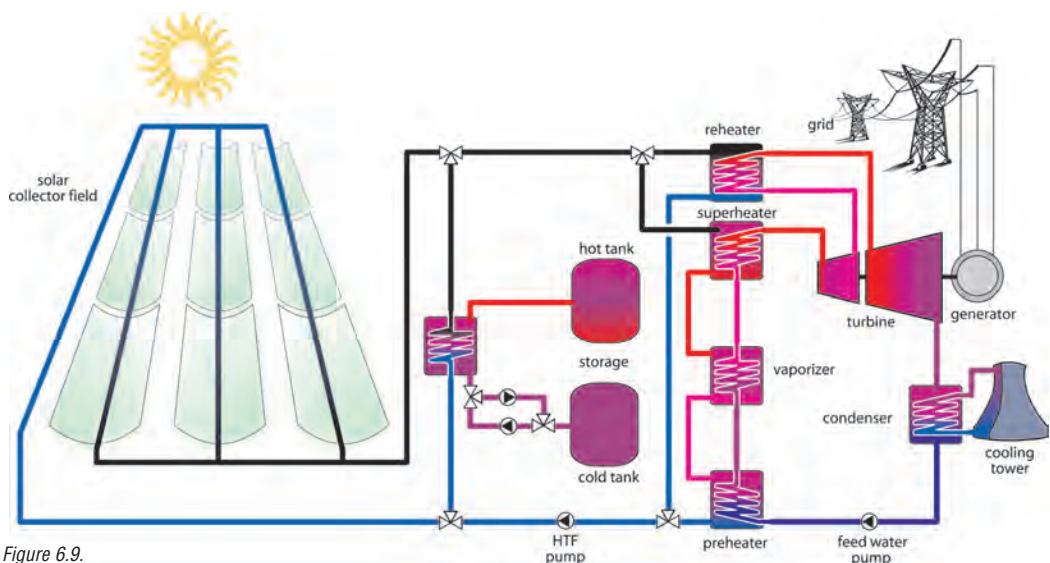 grid
reheater
solar
collector field
superheater
hot tank
generator
turbine
storage
vaporizer
condenser
cooling
tower
cold tank
HTF
pump
preheater
feed water
pump
Figure 6.9.